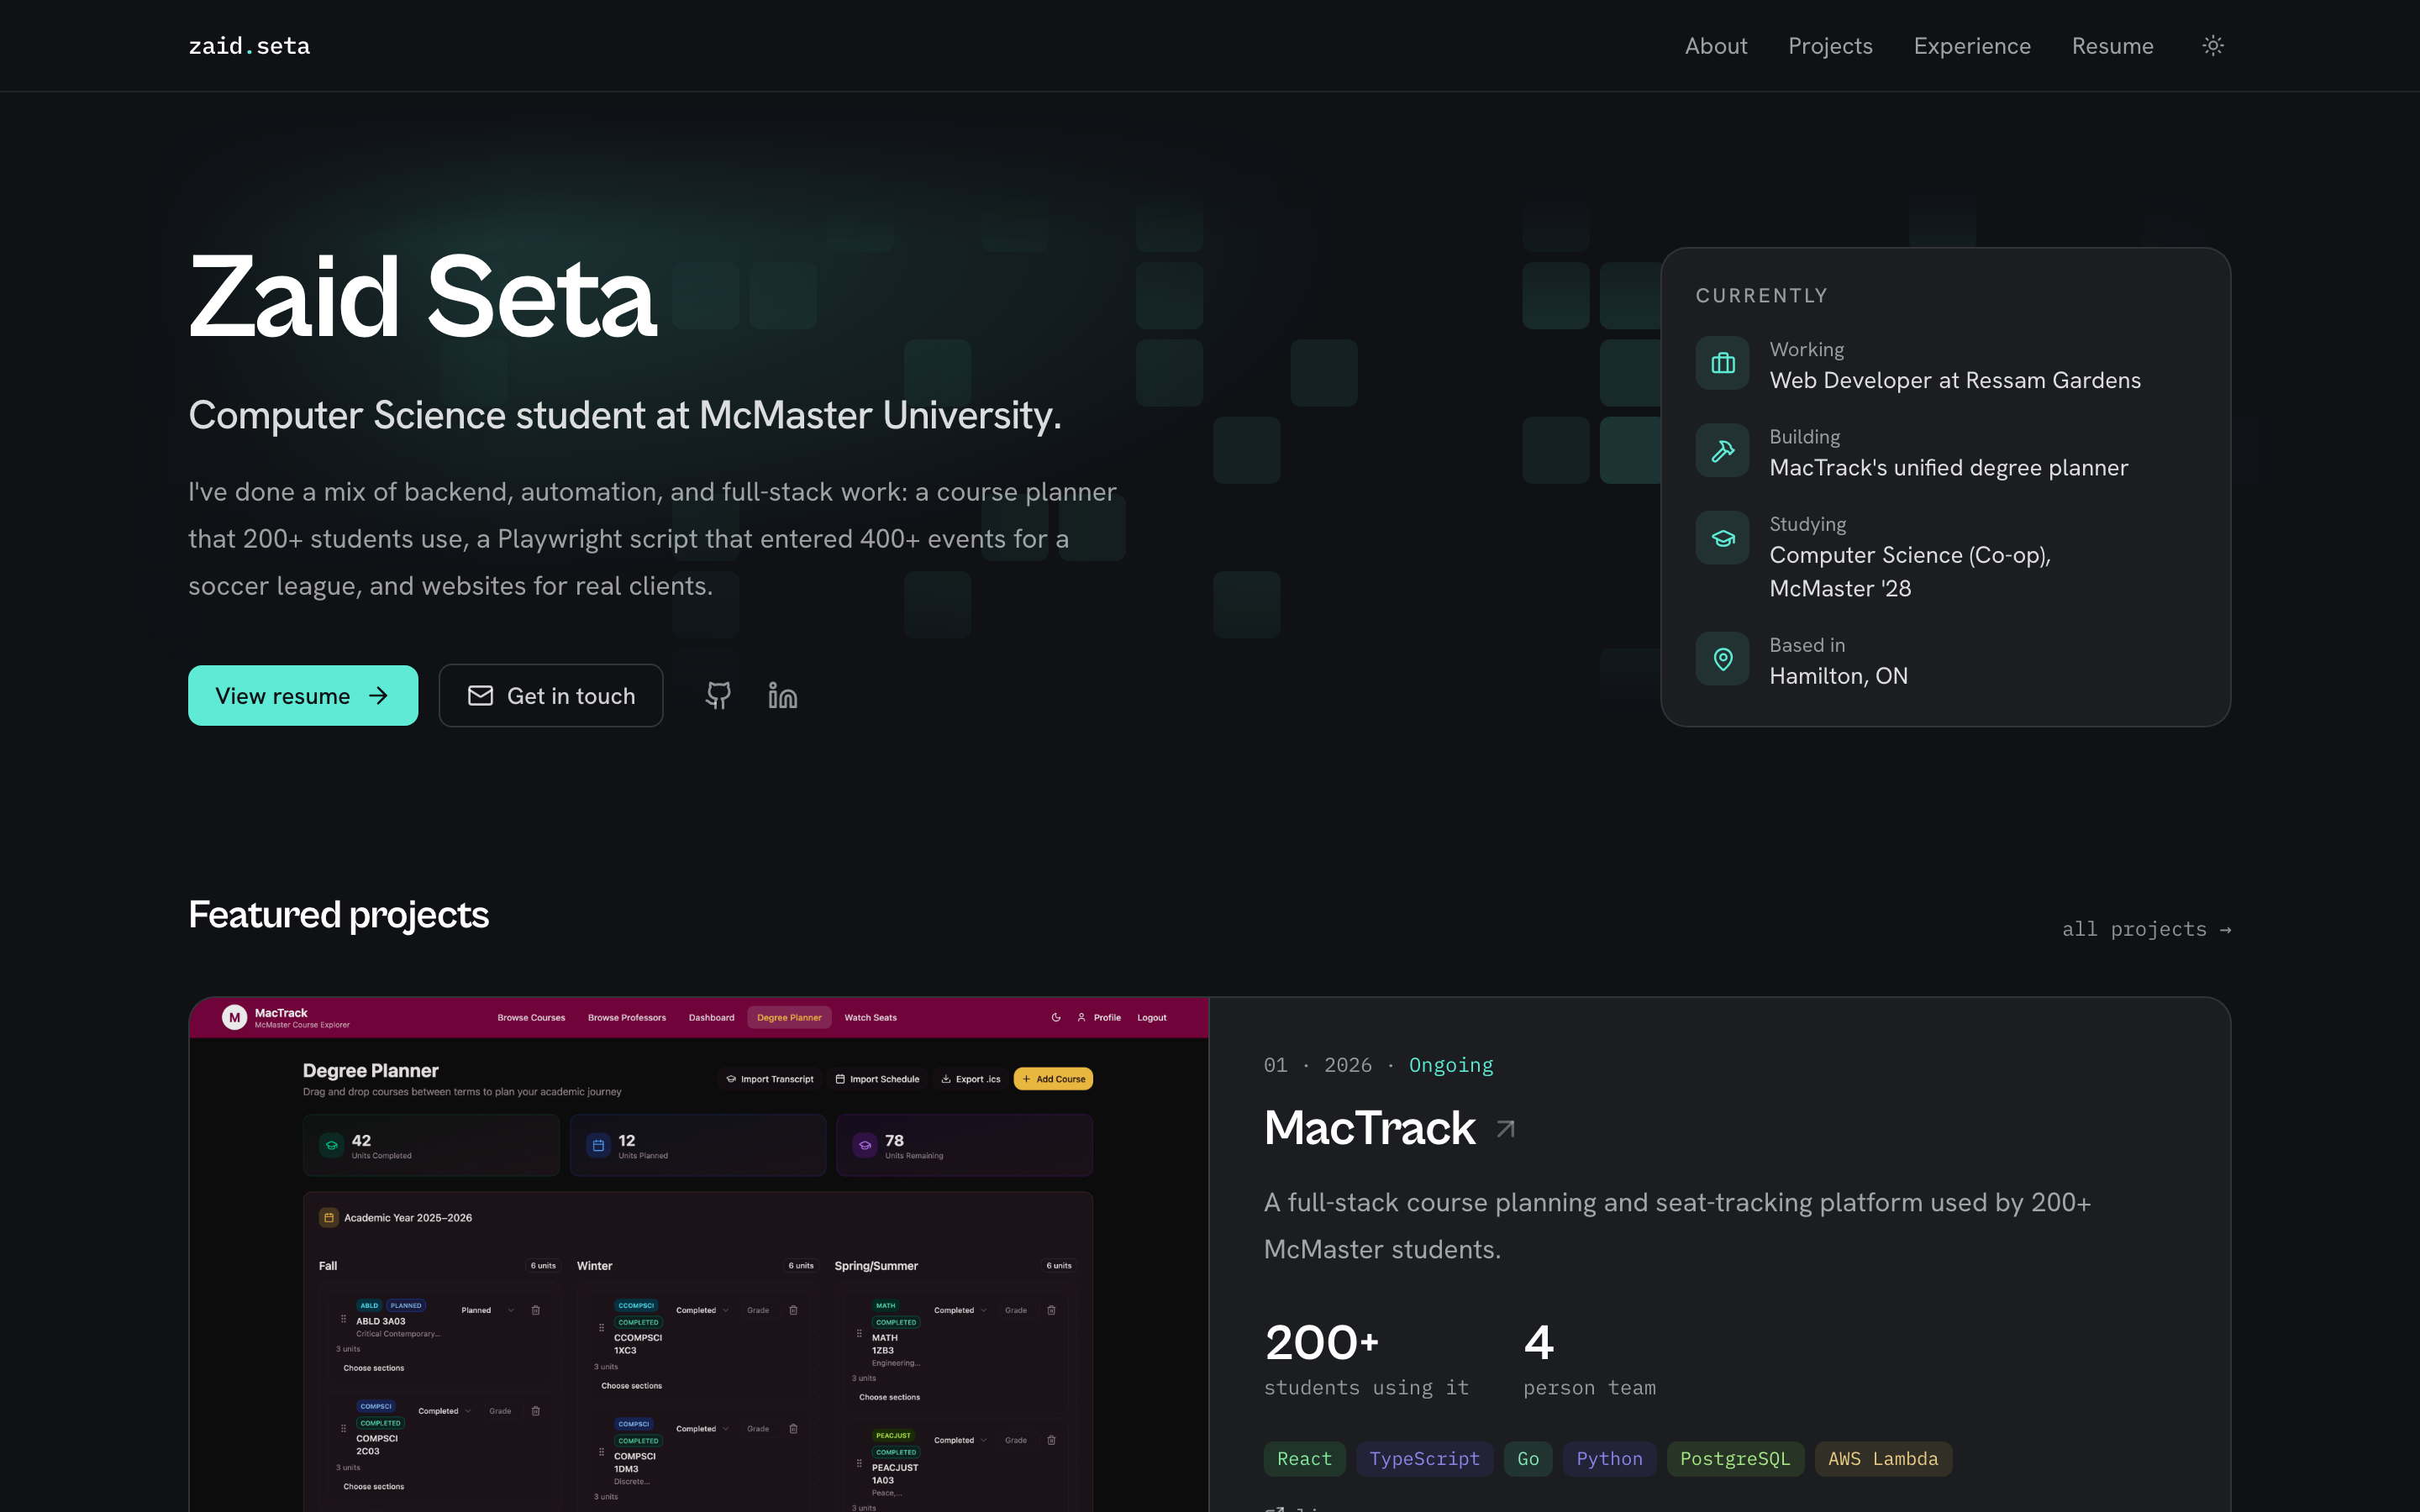 zaid.seta
About
Projects
Experience
Resume
Zaid Seta
Computer Science student at McMaster University.
I've done a mix of backend, automation, and full-stack work: a course planner
that 200+ students use, a Playwright script that entered 400+ events for a
soccer league, and websites for real clients.
View resume →
Get in touch
CURRENTLY
Working
Web Developer at Ressam Gardens
Building
MacTrack's unified degree planner
Studying
Computer Science (Co-op),
McMaster '28
Based in
Hamilton, ON
Featured projects
all projects →
M
MacTrack
McMaster Course Explorer
Browse Courses
Browse Professors
Dashboard
Degree Planner
Watch Seats
Profile
Logout
Degree Planner
Drag and drop courses between terms to plan your academic journey
Import Transcript
Import Schedule
Export .ics
+ Add Course
42
Units Completed
12
Units Planned
78
Units Remaining
Academic Year 2025–2026
Fall
6 units
ABLD
PLANNED
Planned
ABLD 3A03
Critical Contemporary...
3 units
Choose sections
COMPSCI
COMPLETED
Completed
Grade
COMPSCI
2C03
3 units
Choose sections
Winter
6 units
CCOMPSCI
COMPLETED
Completed
Grade
CCOMPSCI
1XC3
3 units
Choose sections
COMPSCI
COMPLETED
Completed
Grade
COMPSCI
1DM3
Discrete...
3 units
Spring/Summer
6 units
MATH
COMPLETED
Completed
Grade
MATH
1ZB3
Engineering...
3 units
Choose sections
PEACJUST
COMPLETED
Completed
Grade
PEACJUST
1A03
Peace,...
3 units
01 · 2026 · Ongoing
MacTrack
A full-stack course planning and seat-tracking platform used by 200+
McMaster students.
200+
students using it
4
person team
React
TypeScript
Go
Python
PostgreSQL
AWS Lambda